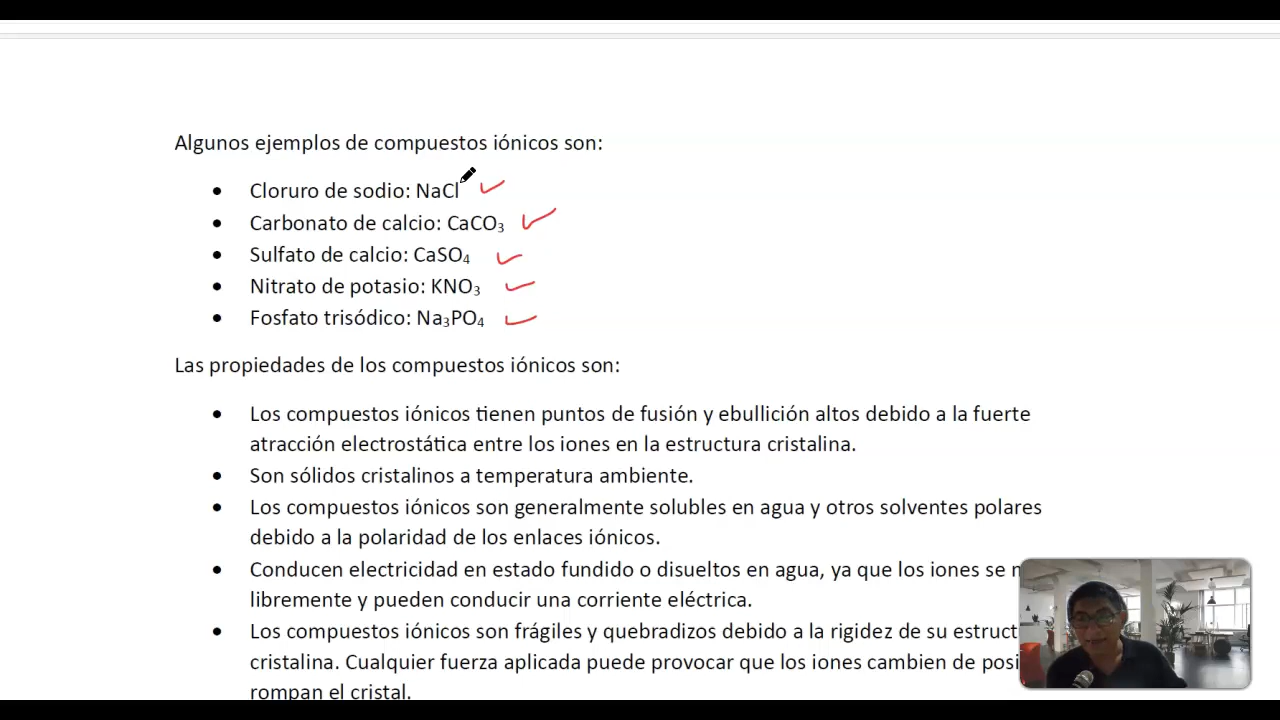 Algunos ejemplos de compuestos iónicos son:
• Cloruro de sodio: NaCl
• Carbonato de calcio: CaCO₃
• Sulfato de calcio: CaSO₄
• Nitrato de potasio: KNO₃
• Fosfato trisódico: Na₃PO₄
Las propiedades de los compuestos iónicos son:
• Los compuestos iónicos tienen puntos de fusión y ebullición altos debido a la fuerte
atracción electrostática entre los iones en la estructura cristalina.
• Son sólidos cristalinos a temperatura ambiente.
• Los compuestos iónicos son generalmente solubles en agua y otros solventes polares
debido a la polaridad de los enlaces iónicos.
• Conducen electricidad en estado fundido o disueltos en agua, ya que los iones se
libremente y pueden conducir una corriente eléctrica.
• Los compuestos iónicos son frágiles y quebradizos debido a la rigidez de su
cristalina. Cualquier fuerza aplicada puede provocar que los iones cambien de
rompan el cristal.